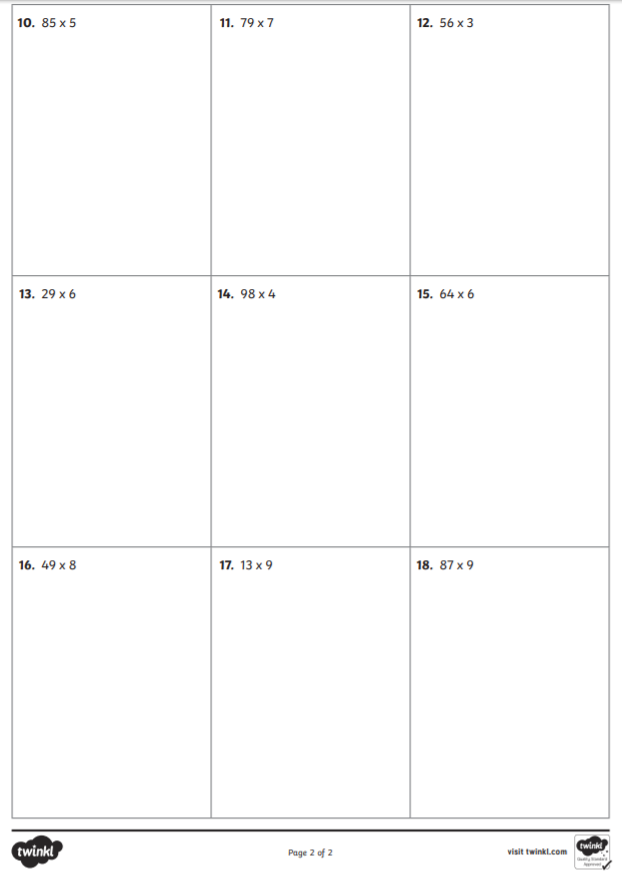 10. 85 x 5
11. 79 x 7
12. 56 x 3
13. 29 x 6
14. 98 x 4
15. 64 x 6
16. 49 x 8
17. 13 x 9
18. 87 x 9
twinkl
Page 2 of 2
visit twinkl.com
twinkl
Quality Standard
Approved